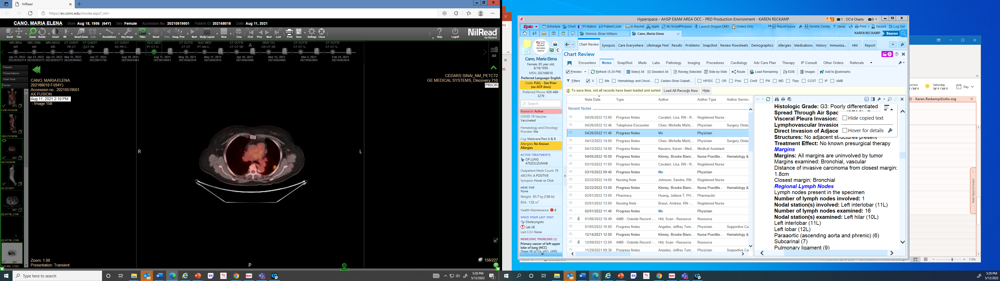 NilRead
https://ev.csmc.edu/invoke.aspx?_nil=
CANO, MARIA ELENA Born Aug 18, 1956 (64Y) Sex Female Accession No. 20210519501 Patient ID 202168018 Date Aug 11, 2021
Scroll Pan Zoom Rotate Invert W/l Smart Zoom Link Annotations Key Image Titles Reset Prev. Hang. Prot. Next Study Layout View Cine First Prev. Next Last Print Save Settings Close Help Logoff
NilRead
by Hyland
MRI BRAI MRI ORBI MRI NECK CT CHEST CT CHEST CT CHEST NUC MED CT OUTSI NUC MED CT OUTSI XRAY OU CT OUTSI CT OUTSI
MR MR MR PR CT CT SR KO PR C... PT CT O... CT OT PT NM C... CT OT SR CR OT SR CT OT S... CT OT S...
Apr 23, 2022 Apr 23, 2022 Apr 23, 2022 Mar 31, 2022 Jan 27, 2022 Aug 19, 2021 Aug 11, 2021 May 26, 2021 May 11, 2021 Apr 16, 2021 Mar 15, 2021 Mar 5, 2021 Feb 24, 2021
20220283274 20220283273 20220283272 20220209463 20220011782 20210561603 20210519501 20210562819 20210562815 20210562808 20210562805 20210562803 20210562824
All
Presets
Presentations
View Tools
Series
273
COR FUSION
512
SAG FUSION
227
AX FUSION
2
[1] SCOUT
227
[2] ATTN_COR
1
[2] ATTN_COR
227
[12] WB_CTAC
CANO, MARIA ELENA
202168018 F/(64Y)
Accession no.: 20210519501
AX FUSION
Aug 11, 2021 2:10 PM
- Image 158
A
CEDARS SINAI_NM_PETCT2
GE MEDICAL SYSTEMS, Discovery 710
PRIOR
R
L
P
Zoom: 1.00
Presentation: Transient
158/227
7
Type here to search
5:28 PM
5/12/2022
Hyperspace - AHSP EXAM AREA OCC - PRD Production Environment - KAREN RECKAMP
2 1 : CC'd Charts 0
Epic Schedule Chart Pt Station Patient Lists In Basket Appts My SmartPhrases Launch Dragon DMO Orders Only Report Issue Service Center Ideas Print Secure Log Out
Winnick, Brian William Cano, Maria Elena KAREN RECKAMP Beacon
PATIENT
DECLINES
PHOTO
Chart Review Synopsis Care Everywhere LifeImage Find Results Problems SnapShot Review Flowsheets Demographics Allergies Medications History Immuniza... HM Report
Chart Review
Encounters Notes SnapShot Meds Labs Pathology Imaging Procedures Cardiology Adv Care Plan Therapy IP Consult Other Orders Referrals
Preview Refresh (5:24 PM) Select All Deselect All Review Selected Side-by-Side Route Load Remaining EDIE Images Add to Bookmarks
Filters X Me Hematology and Oncol... Cedars-Sinai Outpati... HP/DC OR Proc Cnslt PN MD Thpy CCST IP AMB
To save time, not all records have been loaded and sorted. Load All Records Now Hide
Cano, Maria Elena
Female, 65 year old,
8/18/1956
MRN: 202168018
Preferred Language: English
Code: FULL - See Prior
(no ACP docs)
Preferred Phone: 626-488-
3279
Search
Research: Active
COVID-19 Vaccine:
Vaccinated
Hematology and Oncology
Provider: Me
Cvg: Medicare/Part A & B
Allergies: No Known
Allergies
ACTIVE TREATMENTS
OP LUNG
ATEZOLIZUMAB
Outpatient Meds Count: 15
ABO/Rh: A POSITIVE
Synopsis: Hover or Click
HERE FOR
None
Weight: 61.7 kg (136 lb)
BSA: 1.52 m²
Health Maintenance: 8
SINCE YOUR LAST VISIT
Otolaryngolo
Lab (4)
Last CrCl: None
HEME/ONC PROBLEMS (1)
Primary cancer of left upper
lobe of lung (HCC)
Stage IIB (pT2a, pN1, cM0)
Note Date Type Author Author Type Author Service
Recent Notes
04/26/2022 13:00 Progress Notes Cavaleri, Liza, RN - R... Registered Nurse
04/26/2022 12:46 Telephone Encounter Chen, Michelle Mizhi,... Physician Surgery Otola
04/26/2022 11:40 Progress Notes Me Physician
04/12/2022 14:00 Progress Notes Chen, Michelle Mizhi,... Physician Surgery Otola
04/12/2022 14:00 Progress Notes Navarro, Karen - Med... Medical Assistant
04/05/2022 10:00 Progress Notes Kinney, Brooke Bianc... Nurse Practitio... Hematology &
03/15/2022 11:00 Progress Notes Cavaleri, Liza, RN - R... Registered Nurse
03/15/2022 09:40 Progress Notes Me Physician
02/22/2022 14:00 Nursing Note Johnson, Sandra, RN... Registered Nurse
02/22/2022 13:00 Progress Notes Kinney, Brooke Bianc... Nurse Practitio... Hematology &
02/01/2022 13:00 Pharmacy Huang, Juliana T, PH... Pharmacist
02/01/2022 13:00 Nursing Note Braun, Andrew, RN -... Registered Nurse
02/01/2022 11:40 Progress Notes Me Physician
01/06/2022 10:49 AMB - Outside Record -... Hid, Scan - Resource Resource
01/05/2022 10:00 Progress Notes Angeles, Jeffrey Tum... Physician Supportive Ca
12/14/2021 12:00 Progress Notes Kinney, Brooke Bianc... Nurse Practitio... Hematology &
12/09/2021 12:09 AMB - Outside Record -... Hid, Scan - Resource Resource
11/29/2021 09:30 Progress Notes Angeles, Jeffrey Tum... Physician Supportive Ca
Histologic Grade: G3: Poorly differentiated
Spread Through Air Spac
Visceral Pleura Invasion:
Lymphovascular Invasion
Direct Invasion of Adjace
Structures: No adjacent structures present
Treatment Effect: No known presurgical therapy
Margins
Margins: All margins are uninvolved by tumor
Margins examined: Bronchial, vascular
Distance of invasive carcinoma from closest margin:
1.8cm
Closest margin: Bronchial
Regional Lymph Nodes
Lymph nodes present in the specimen
Number of lymph nodes involved: 1
Nodal station(s) involved: Left interlobar (11L)
Number of lymph nodes examined: 16
Nodal station(s) examined: Left hilar (10L)
Left interlobar (11L)
Left lobar (12L)
Paraaortic (ascending aorta and phrenic) (6)
Subcarinal (7)
Pulmonary ligament (9)
Hide copied text
Hover for details
orrow
F / 59° F
Saturday
76° F / 59° F
Day
2) - Karen.Reckamp@cshs.org
Next Appointment
110%
5:28 PM
5/12/2022